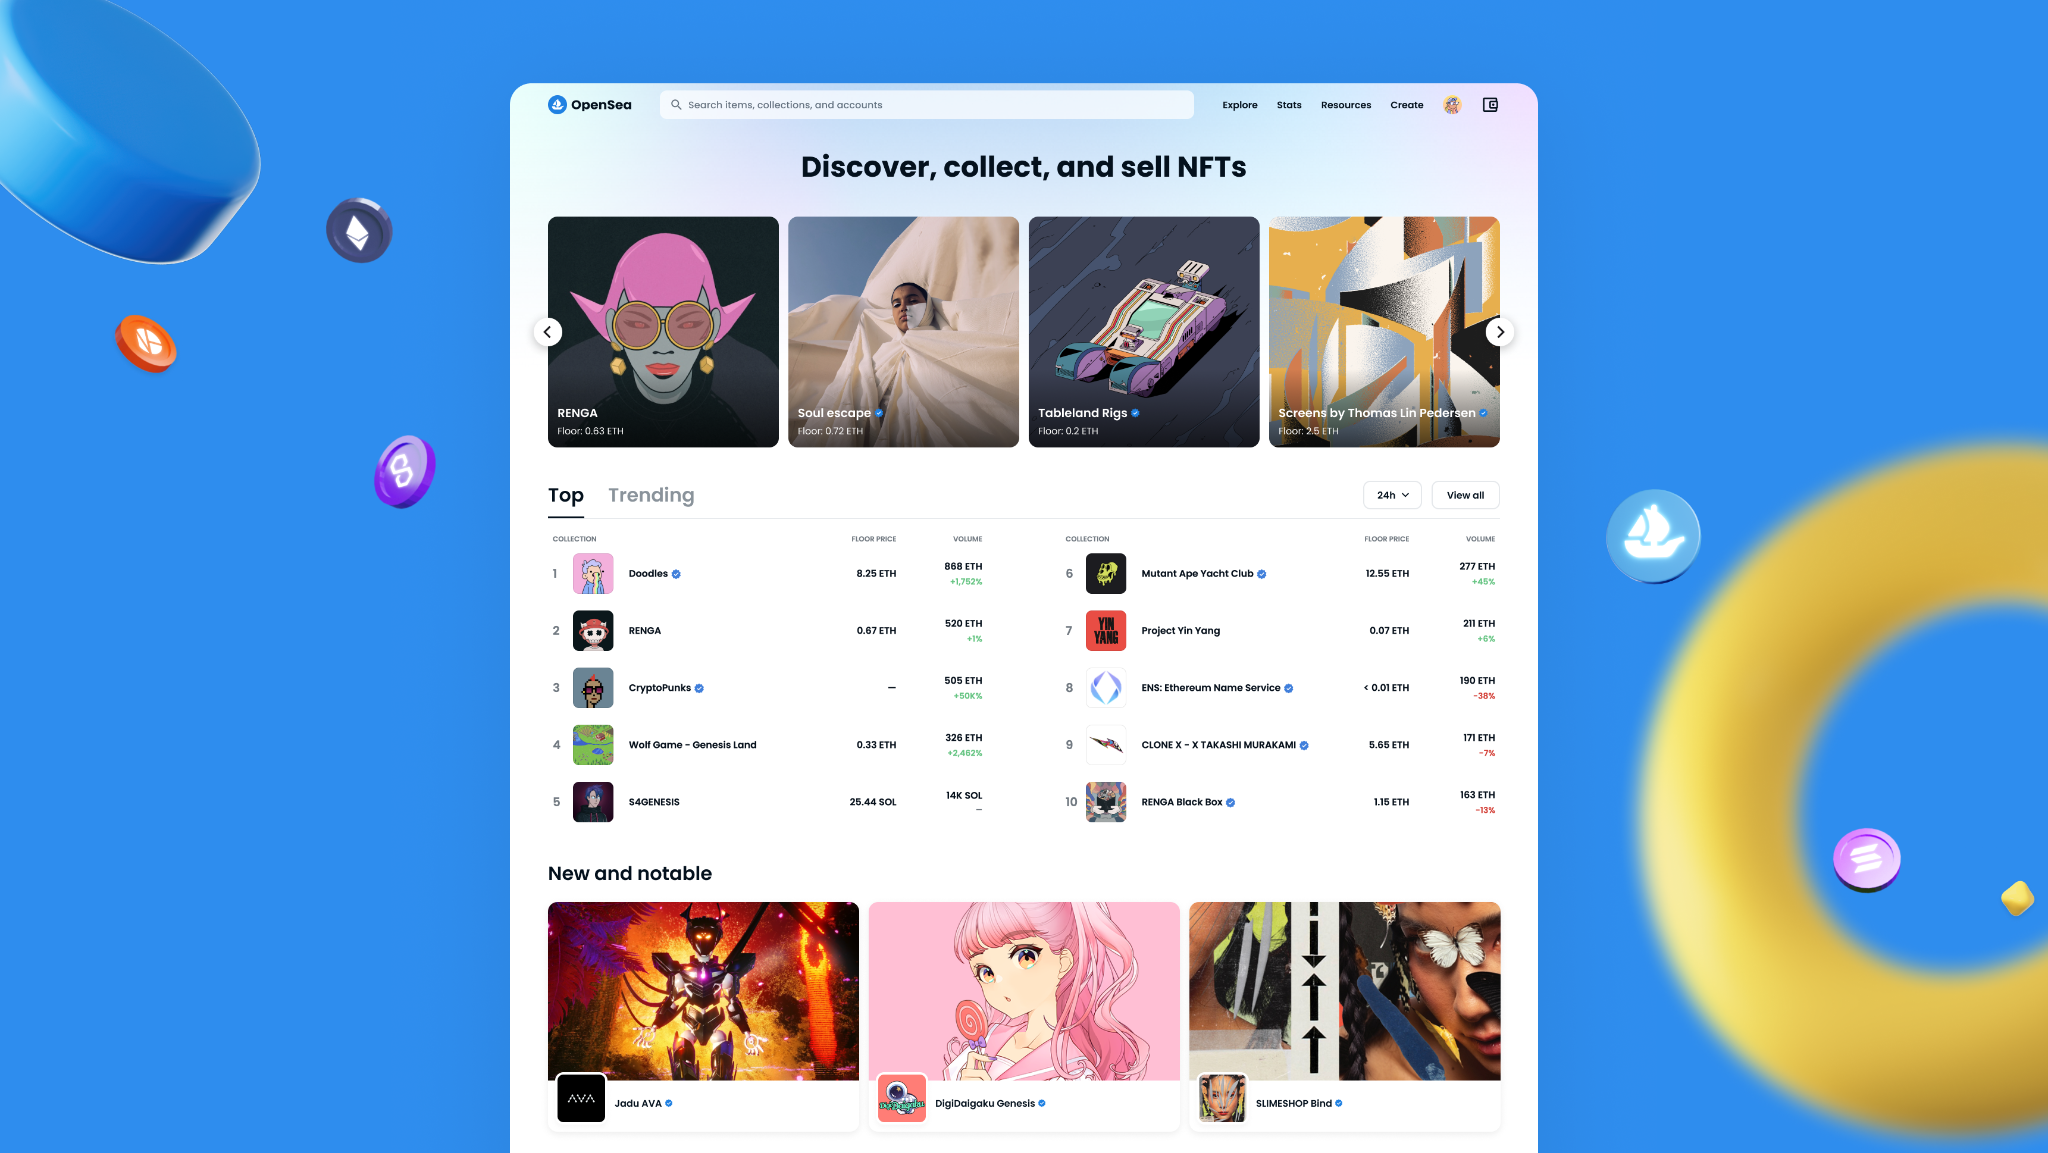 OpenSea
Search items, collections, and accounts
Explore Stats Resources Create
Discover, collect, and sell NFTs
RENGA
Floor: 0.63 ETH
Soul escape
Floor: 0.72 ETH
Tableland Rigs
Floor: 0.2 ETH
Screens by Thomas Lin Pedersen
Floor: 2.5 ETH
Top Trending
24h View all
COLLECTION FLOOR PRICE VOLUME
1 Doodles 8.25 ETH 868 ETH
+1,752%
2 RENGA 0.67 ETH 520 ETH
+1%
3 CryptoPunks — 505 ETH
+50K%
4 Wolf Game - Genesis Land 0.33 ETH 326 ETH
+2,462%
5 S4GENESIS 25.44 SOL 14K SOL
—
COLLECTION FLOOR PRICE VOLUME
6 Mutant Ape Yacht Club 12.55 ETH 277 ETH
+45%
YIN
YANG
7 Project Yin Yang 0.07 ETH 211 ETH
+6%
8 ENS: Ethereum Name Service < 0.01 ETH 190 ETH
-38%
9 CLONE X - X TAKASHI MURAKAMI 5.65 ETH 171 ETH
-7%
10 RENGA Black Box 1.15 ETH 163 ETH
-13%
New and notable
AVA
Jadu AVA
DigiDaigaku
DigiDaigaku Genesis
SLIMESHOP Bind